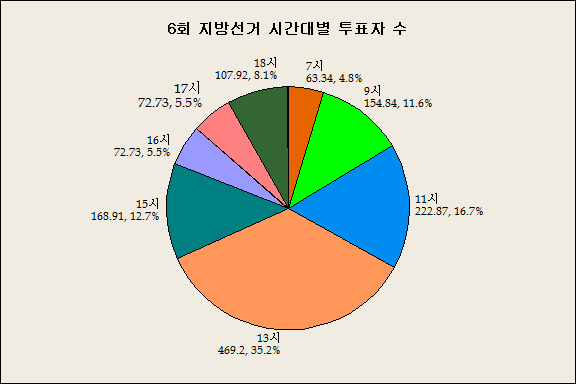 6회 지방선거 시간대별 투표자 수
7시
63.34, 4.8%
9시
154.84, 11.6%
11시
222.87, 16.7%
13시
469.2, 35.2%
15시
168.91, 12.7%
16시
72.73, 5.5%
17시
72.73, 5.5%
18시
107.92, 8.1%